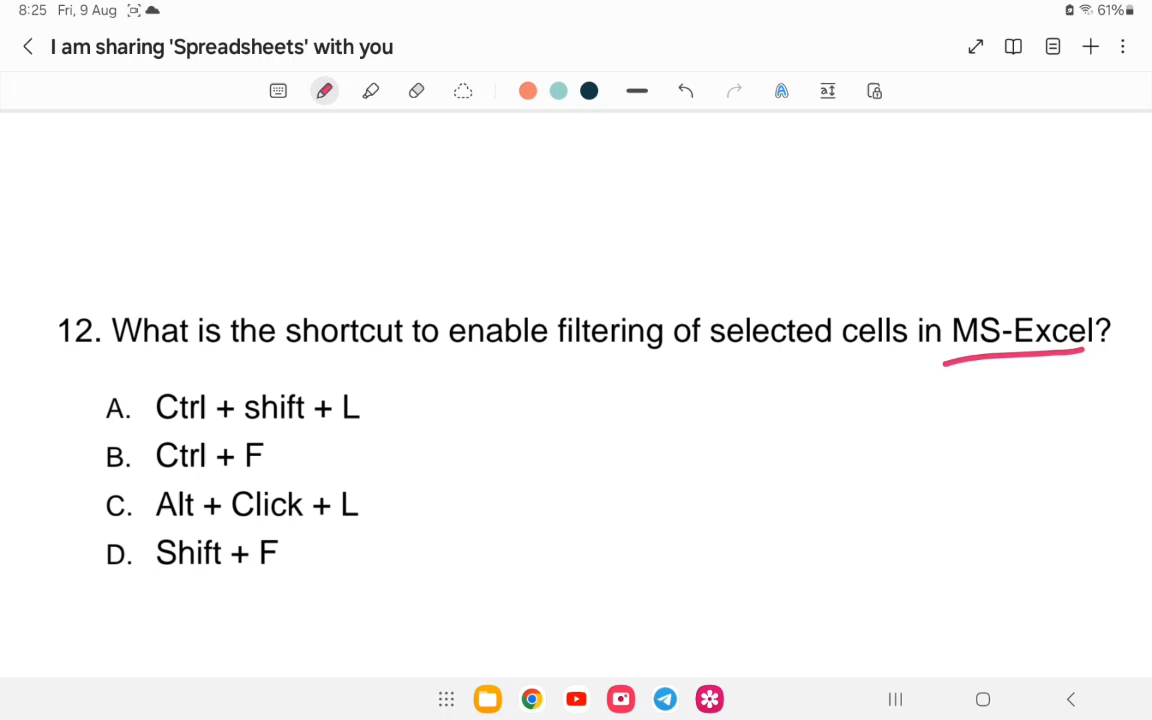 8:25 Fri, 9 Aug 61%
I am sharing 'Spreadsheets' with you
12. What is the shortcut to enable filtering of selected cells in MS-Excel?
A. Ctrl + shift + L
B. Ctrl + F
C. Alt + Click + L
D. Shift + F